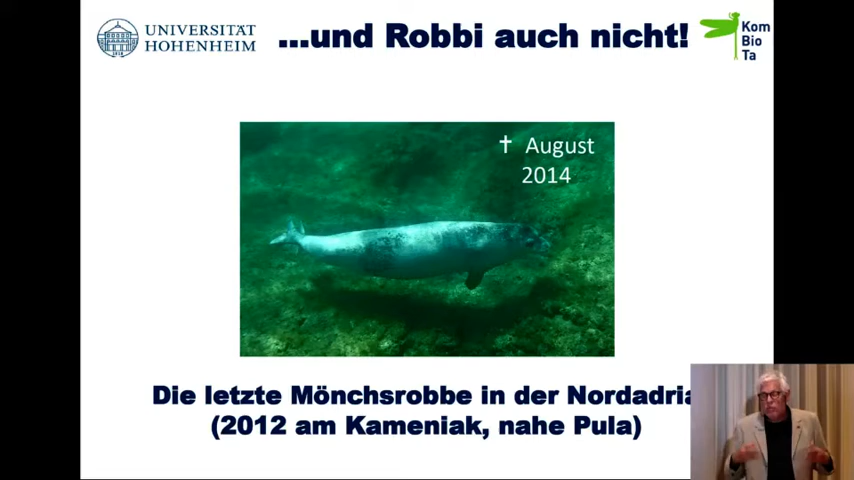 UNIVERSITÄT
HOHENHEIM
...und Robbi auch nicht!
Kom
Bio
Ta
† August
2014
Die letzte Mönchsrobbe in der Nordadria
(2012 am Kameniak, nahe Pula)